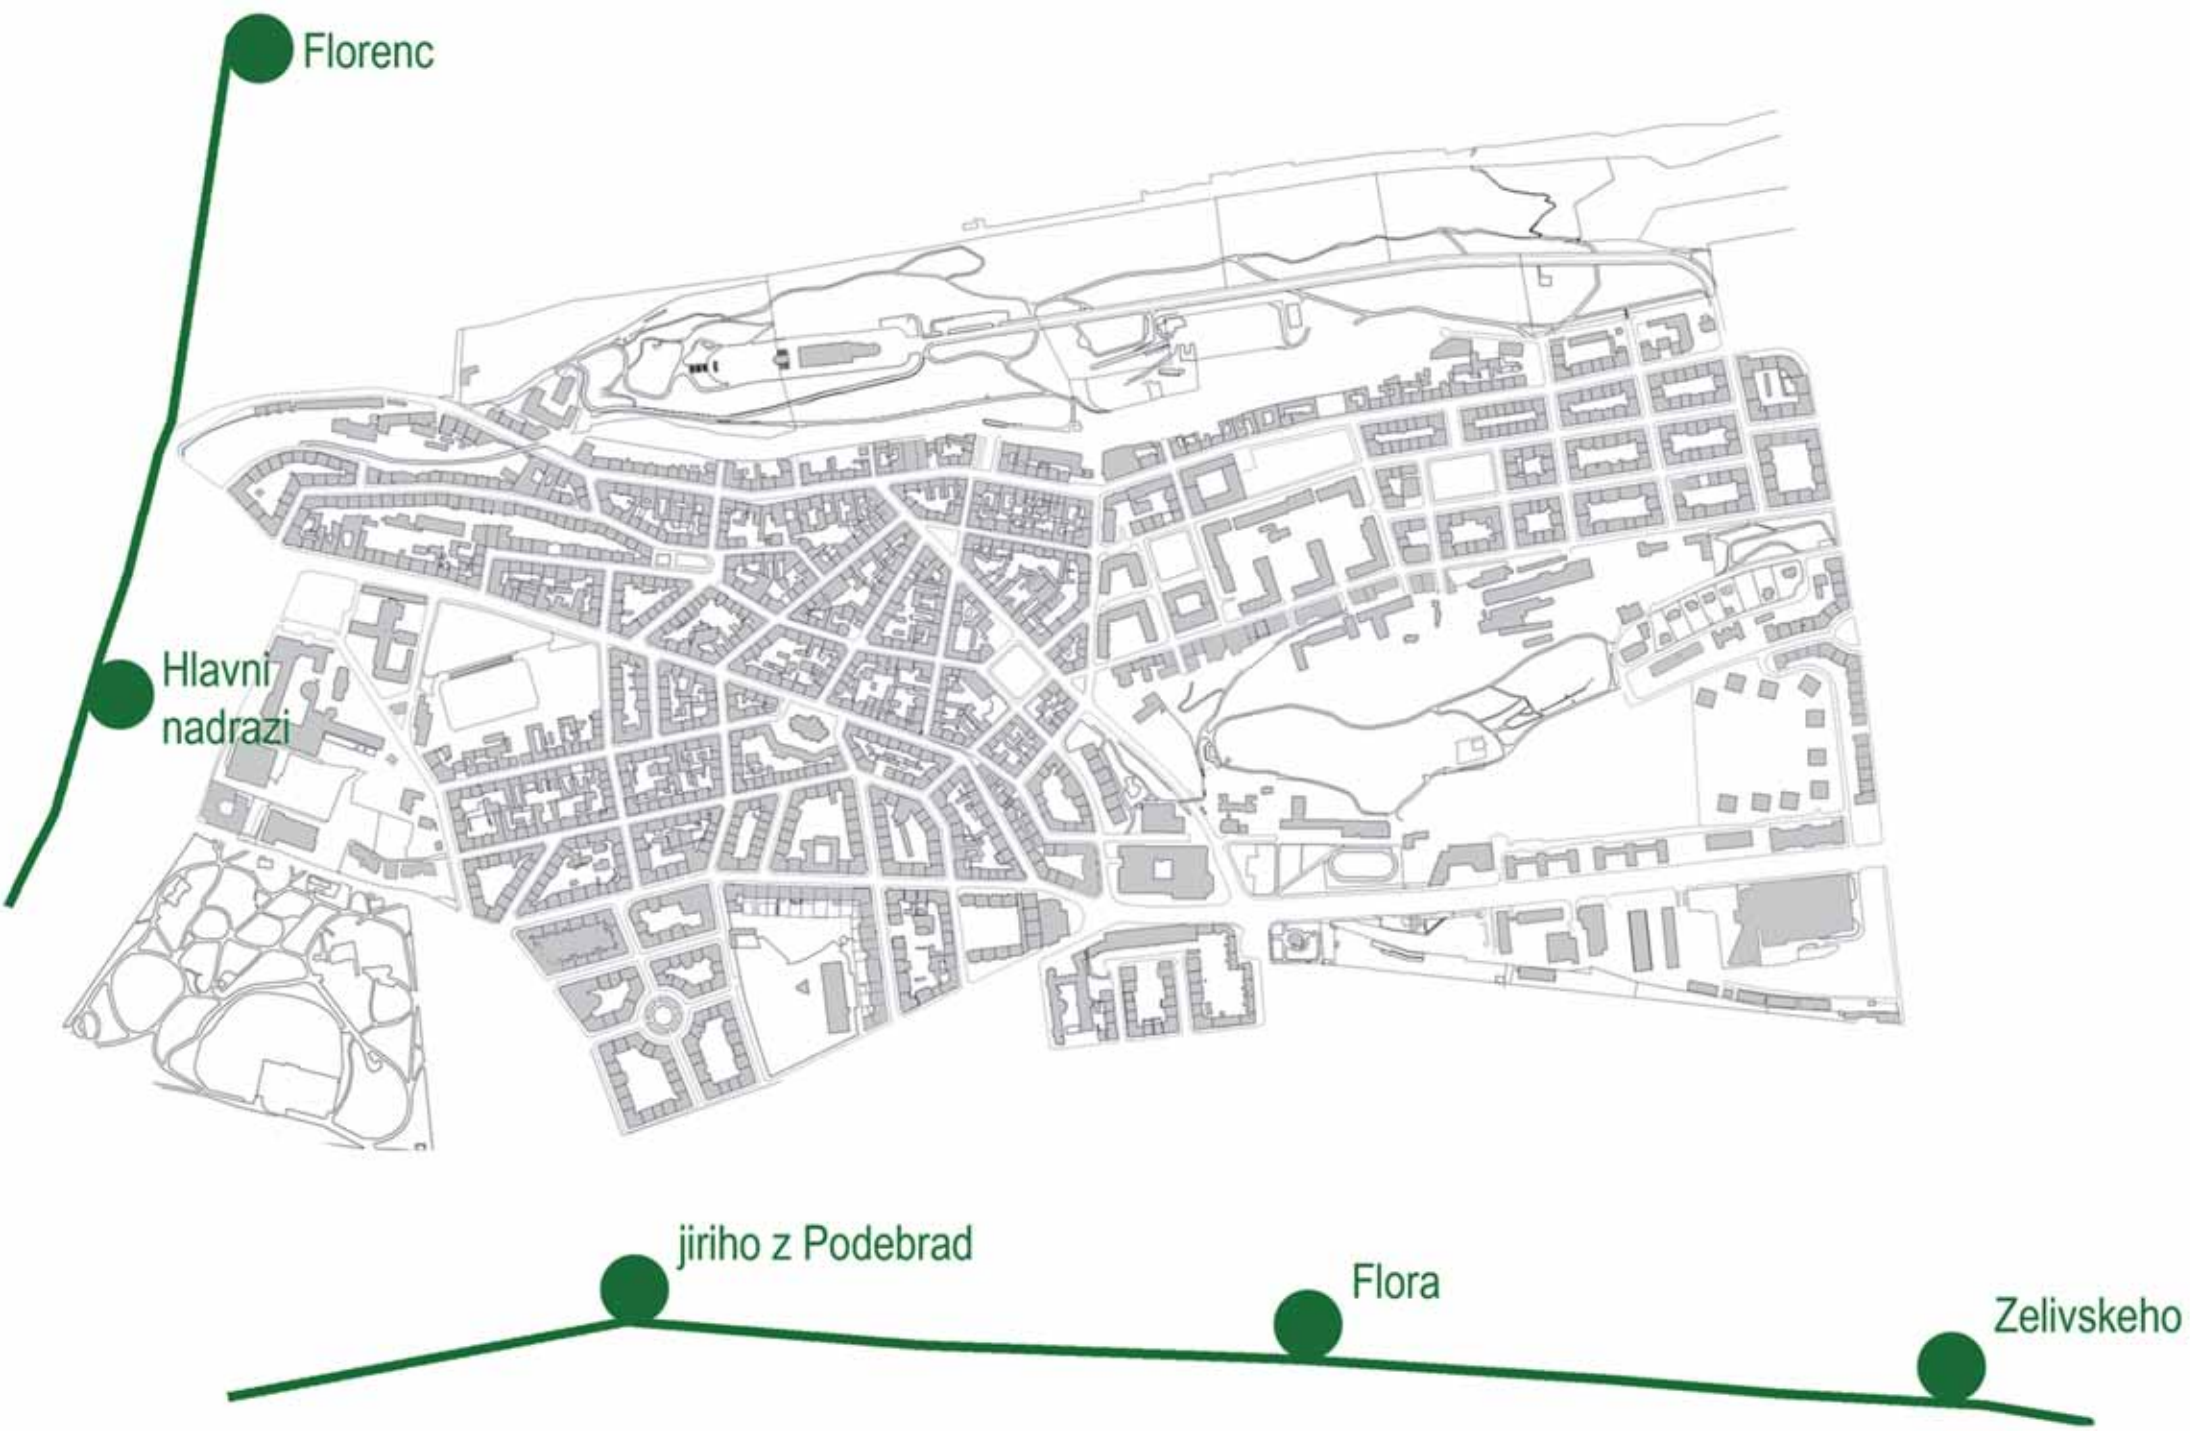 Florenc
Hlavni
nadrazi
jiriho z Podebrad
Flora
Zelivskeho